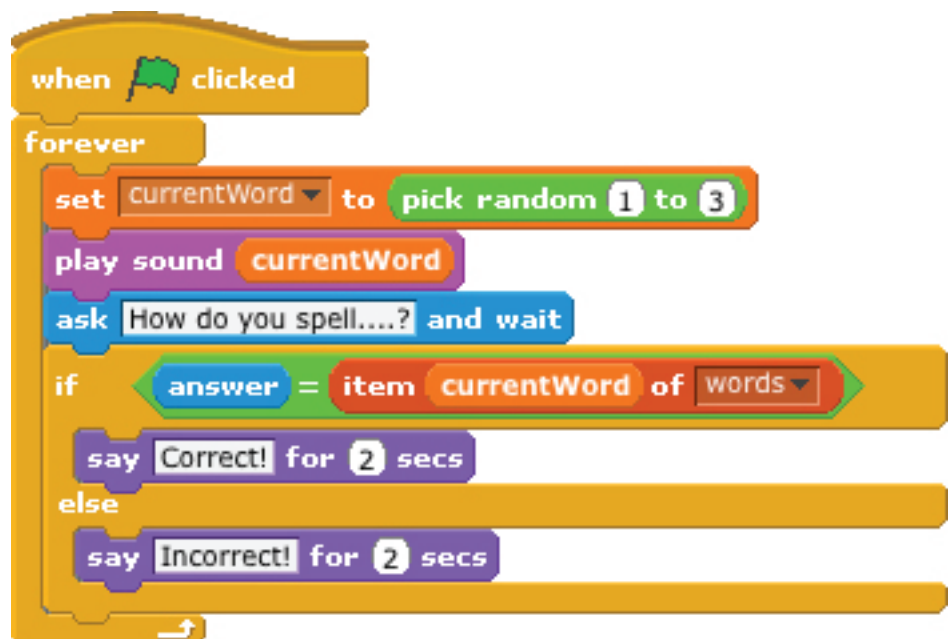 when clicked
forever
set currentWord to pick random 1 to 3
play sound currentWord
ask How do you spell....? and wait
if answer = item currentWord of words
say Correct! for 2 secs
else
say Incorrect! for 2 secs